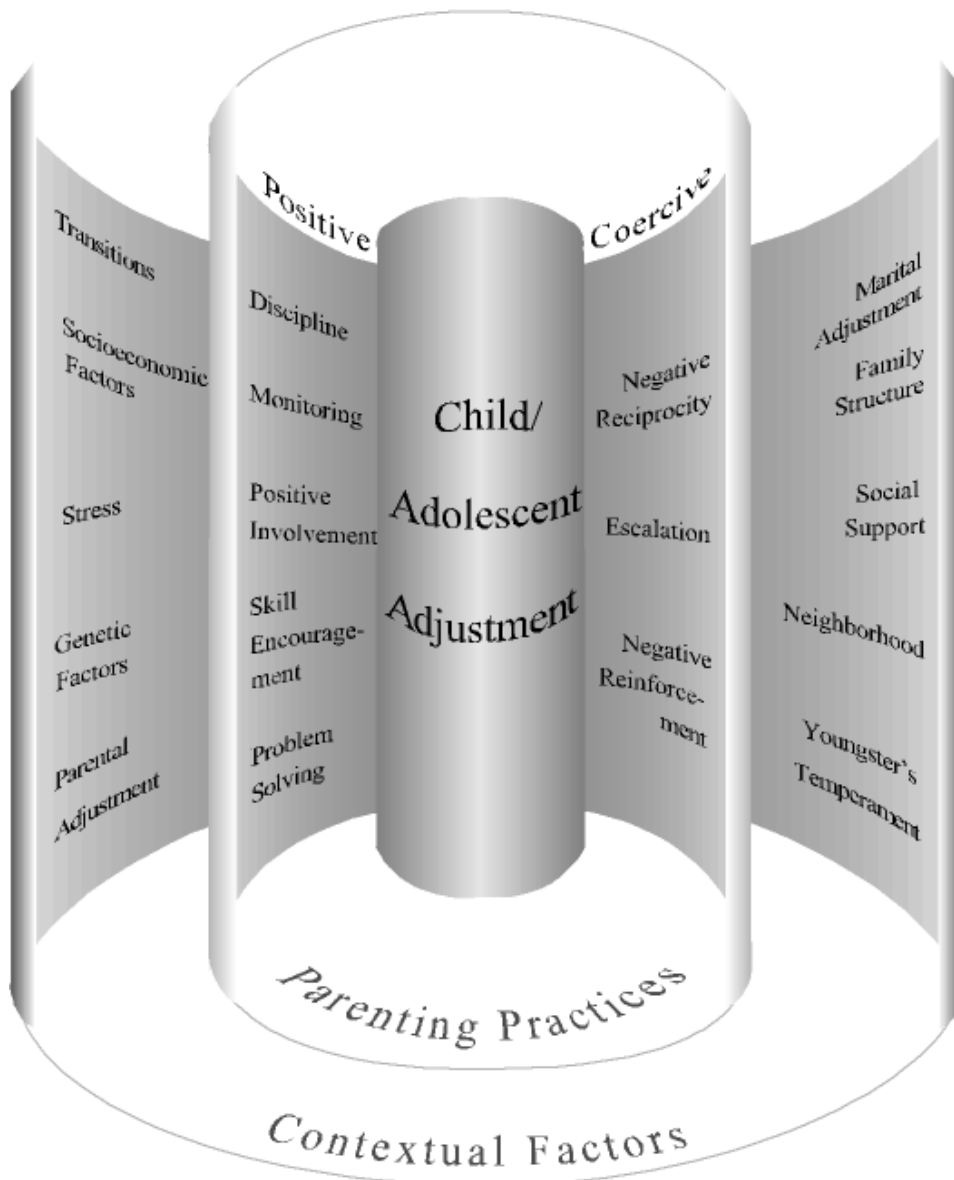 Positive
Coercive
Transitions
Socioeconomic
Factors
Stress
Genetic
Factors
Parental
Adjustment
Discipline
Monitoring
Positive
Involvement
Skill
Encourage-
ment
Problem
Solving
Child/
Adolescent
Adjustment
Negative
Reciprocity
Escalation
Negative
Reinforce-
ment
Marital
Adjustment
Family
Structure
Social
Support
Neighborhood
Youngster's
Temperament
Parenting Practices
Contextual Factors